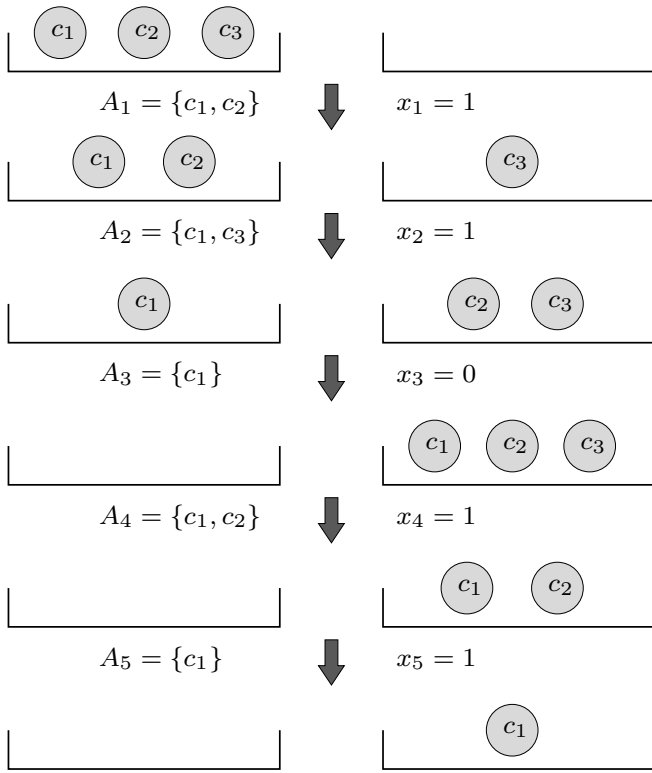 c₁ c₂ c₃
A₁ = {c₁, c₂} x₁ = 1
c₁ c₂ c₃
A₂ = {c₁, c₃} x₂ = 1
c₁ c₂ c₃
A₃ = {c₁} x₃ = 0
c₁ c₂ c₃
A₄ = {c₁, c₂} x₄ = 1
c₁ c₂
A₅ = {c₁} x₅ = 1
c₁